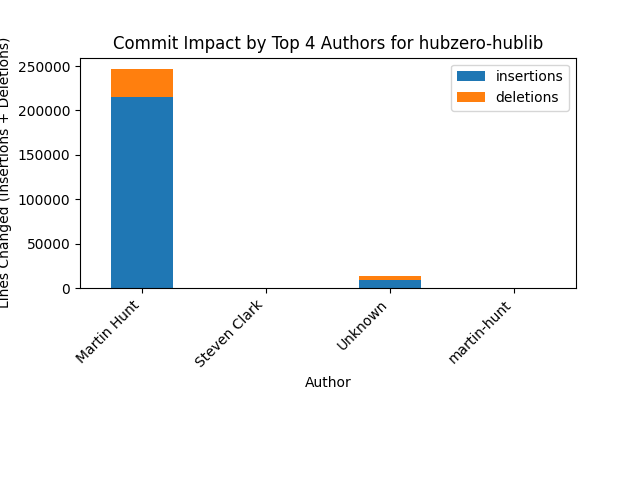 Commit Impact by Top 4 Authors for hubzero-hublib
Lines Changed (Insertions + Deletions)
250000
200000
150000
100000
50000
0
insertions
deletions
Martin Hunt
Steven Clark
Unknown
martin-hunt
Author